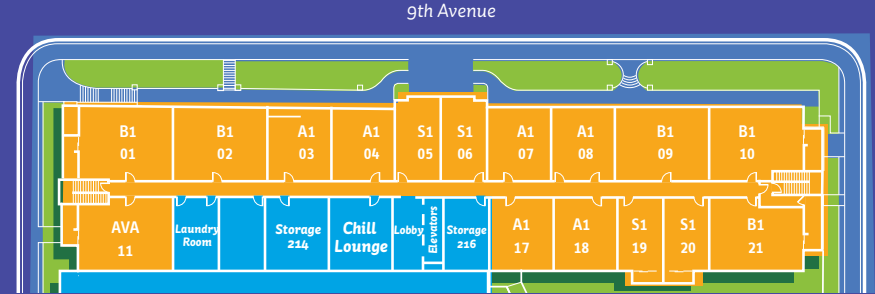 9th Avenue
B1 B1 A1 A1 S1 S1 A1 A1 B1 B1
01 02 03 04 05 06 07 08 09 10
AVA
11
Laundry
Room
Storage
214
Chill
Lounge
Lobby
Elevators
Storage
216
A1 A1 S1 S1 B1
17 18 19 20 21